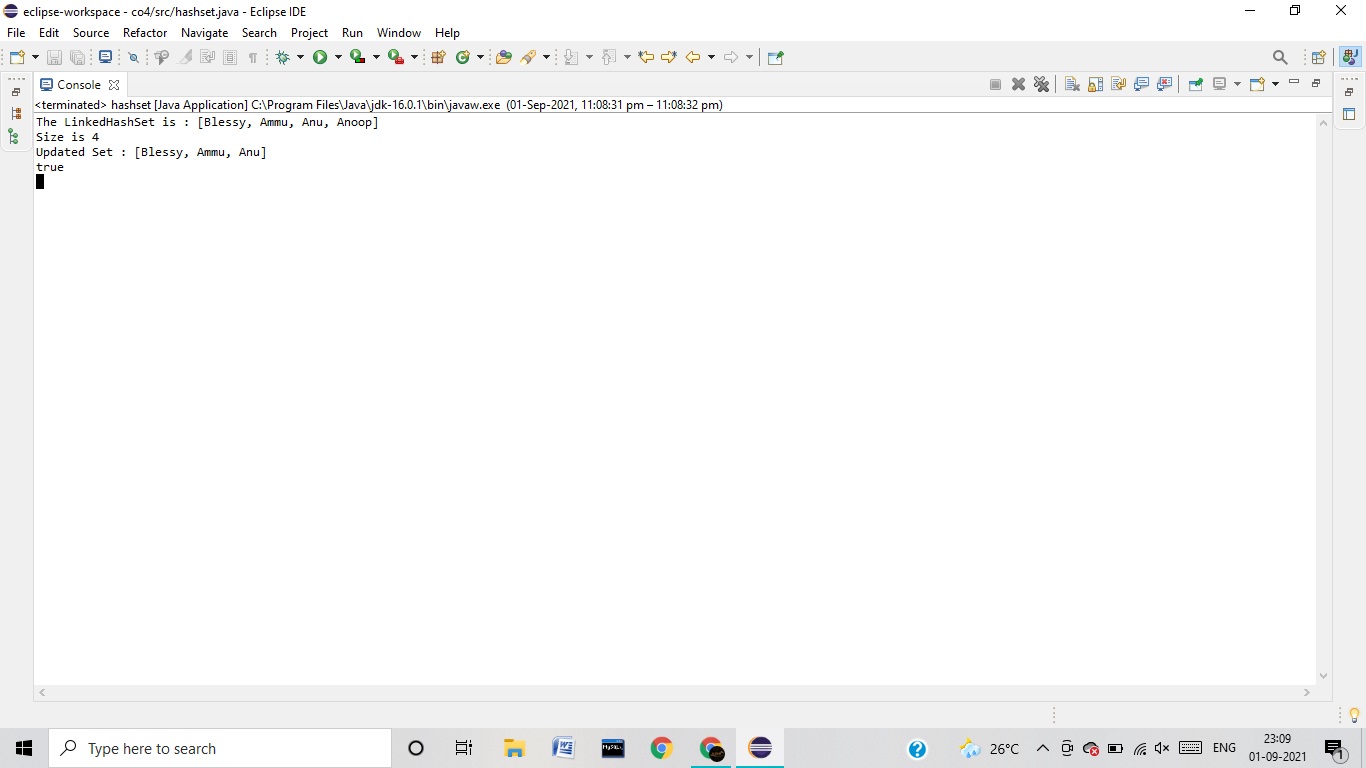 eclipse-workspace - co4/src/hashset.java - Eclipse IDE
File Edit Source Refactor Navigate Search Project Run Window Help
Console
<terminated> hashset [Java Application] C:\Program Files\Java\jdk-16.0.1\bin\javaw.exe (01-Sep-2021, 11:08:31 pm – 11:08:32 pm)
The LinkedHashSet is : [Blessy, Ammu, Anu, Anoop]
Size is 4
Updated Set : [Blessy, Ammu, Anu]
true
Type here to search
26°C
ENG
23:09
01-09-2021
1